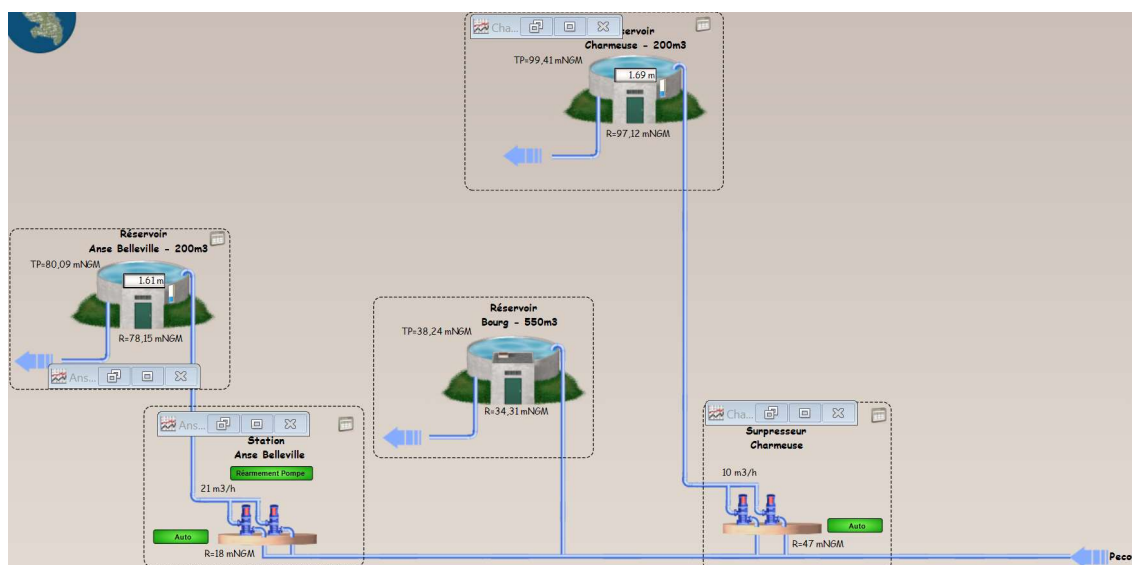 Cha...
servoir
Charmeuse - 200m3
TP=99,41 mNGM
1.69 m
R=97,12 mNGM
Réservoir
Anse Belleville - 200m3
TP=80,09 mNGM
1.61 m
R=78,15 mNGM
Ans...
Réservoir
Bourg - 550m3
TP=38,24 mNGM
R=34,31 mNGM
Ans...
Station
Anse Belleville
Réarmement Pompe
21 m3/h
Auto
R=18 mNGM
Cha...
Surpresseur
Charmeuse
10 m3/h
Auto
R=47 mNGM
Peco